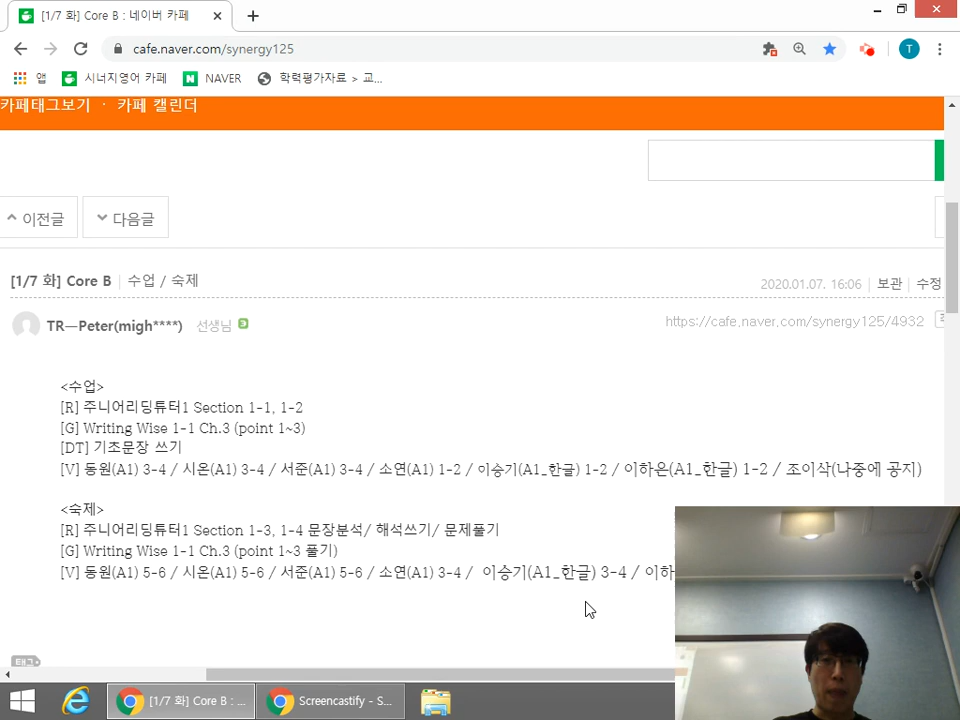 [1/7 화] Core B : 네이버 카페
cafe.naver.com/synergy125
T
앱
시너지영어 카페
NAVER
학력평가자료 > 교...
카페태그보기 · 카페 캘린더
이전글
다음글
[1/7 화] Core B | 수업 / 숙제
2020.01.07. 16:06 | 보관 | 수정
TR—Peter(migh****) 선생님
https://cafe.naver.com/synergy125/4932
<수업>
[R] 주니어리딩튜터1 Section 1-1, 1-2
[G] Writing Wise 1-1 Ch.3 (point 1~3)
[DT] 기초문장 쓰기
[V] 동원(A1) 3-4 / 시온(A1) 3-4 / 서준(A1) 3-4 / 소연(A1) 1-2 / 이승기(A1_한글) 1-2 / 이하은(A1_한글) 1-2 / 조이삭(나중에 공지)
<숙제>
[R] 주니어리딩튜터1 Section 1-3, 1-4 문장분석/ 해석쓰기/ 문제풀기
[G] Writing Wise 1-1 Ch.3 (point 1~3 풀기)
[V] 동원(A1) 5-6 / 시온(A1) 5-6 / 서준(A1) 5-6 / 소연(A1) 3-4 / 이승기(A1_한글) 3-4 / 이하
태그
[1/7 화] Core B : ...
Screencastify - S...